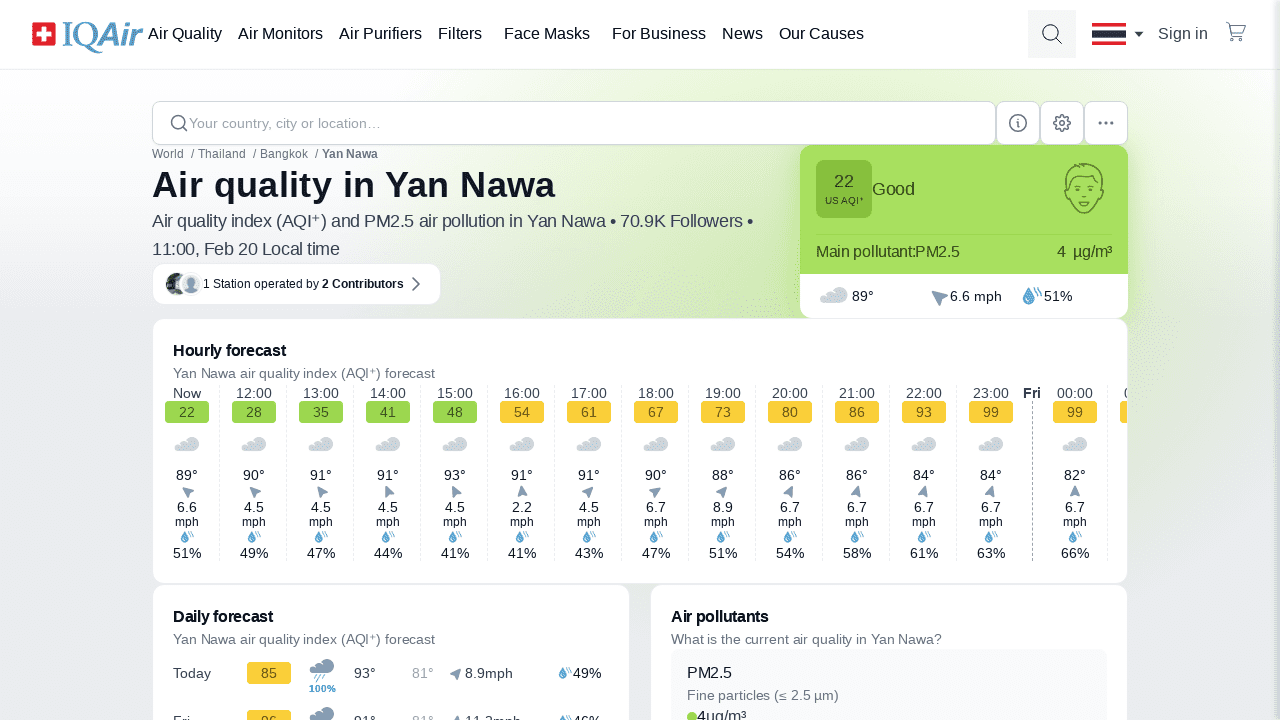 IQAir Air Quality Air Monitors Air Purifiers Filters Face Masks For Business News Our Causes Sign in
Your country, city or location…
World / Thailand / Bangkok / Yan Nawa
Air quality in Yan Nawa
Air quality index (AQI⁺) and PM2.5 air pollution in Yan Nawa • 70.9K Followers •
11:00, Feb 20 Local time
1 Station operated by 2 Contributors
22
US AQI⁺
Good
Main pollutant:PM2.5 4 µg/m³
89° 6.6 mph 51%
Hourly forecast
Yan Nawa air quality index (AQI⁺) forecast
Now 12:00 13:00 14:00 15:00 16:00 17:00 18:00 19:00 20:00 21:00 22:00 23:00 Fri 00:00
22 28 35 41 48 54 61 67 73 80 86 93 99 99
89° 90° 91° 91° 93° 91° 91° 90° 88° 86° 86° 84° 84° 82°
6.6 4.5 4.5 4.5 4.5 2.2 4.5 6.7 8.9 6.7 6.7 6.7 6.7 6.7
mph mph mph mph mph mph mph mph mph mph mph mph mph mph
51% 49% 47% 44% 41% 41% 43% 47% 51% 54% 58% 61% 63% 66%
Daily forecast
Yan Nawa air quality index (AQI⁺) forecast
Today 85 100% 93° 81° 8.9mph 49%
Fri 96 91° 81° 11.2mph 46%
Air pollutants
What is the current air quality in Yan Nawa?
PM2.5
Fine particles (≤ 2.5 µm)
4µg/m³